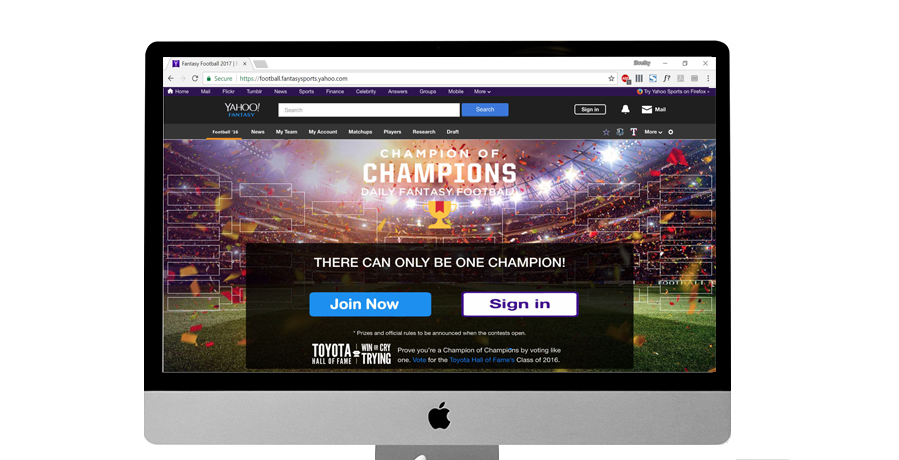 Fantasy Football 2017 |
Secure | https://football.fantasysports.yahoo.com
Home Mail Flickr Tumblr News Sports Finance Celebrity Answers Groups Mobile More Try Yahoo Sports on Firefox »
YAHOO!
FANTASY
Search
Search
Sign in
Mail
Football '16 News My Team My Account Matchups Players Research Draft
More
CHAMPION OF
CHAMPIONS
DAILY FANTASY FOOTBALL
FOOTBALL
THERE CAN ONLY BE ONE CHAMPION!
Join Now
Sign in
* Prizes and official rules to be announced when the contests open.
TOYOTA
HALL OF FAME
WIN OR CRY
TRYING
Prove you're a Champion of Champions by voting like
one. Vote for the Toyota Hall of Fame's Class of 2016.